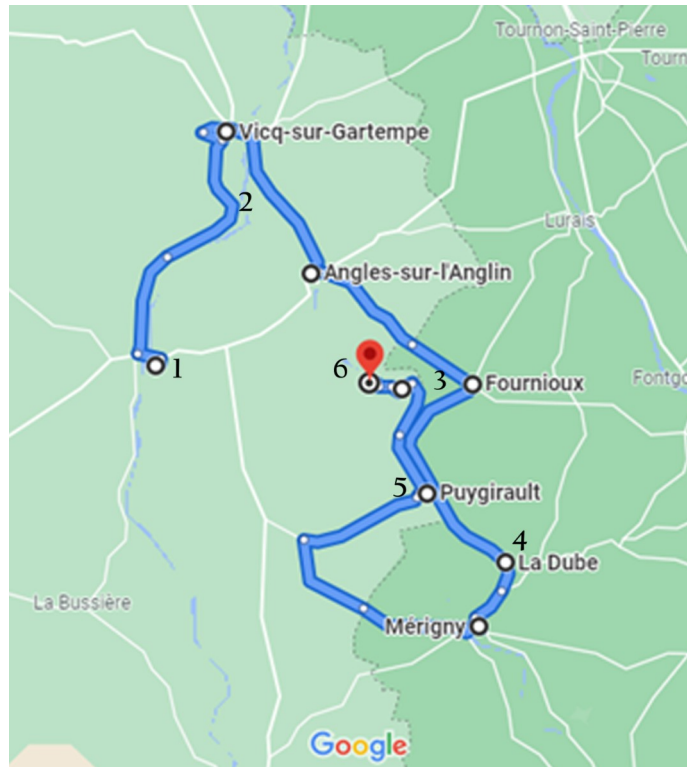 Tournon-Saint-Pierre
Tourn
Vicq-sur-Gartempe
2
Lurais
Angles-sur-l'Anglin
1
6
3
Fournioux
Fontgo
5
Puygirault
4
La Dube
La Bussière
Mérigny
Google